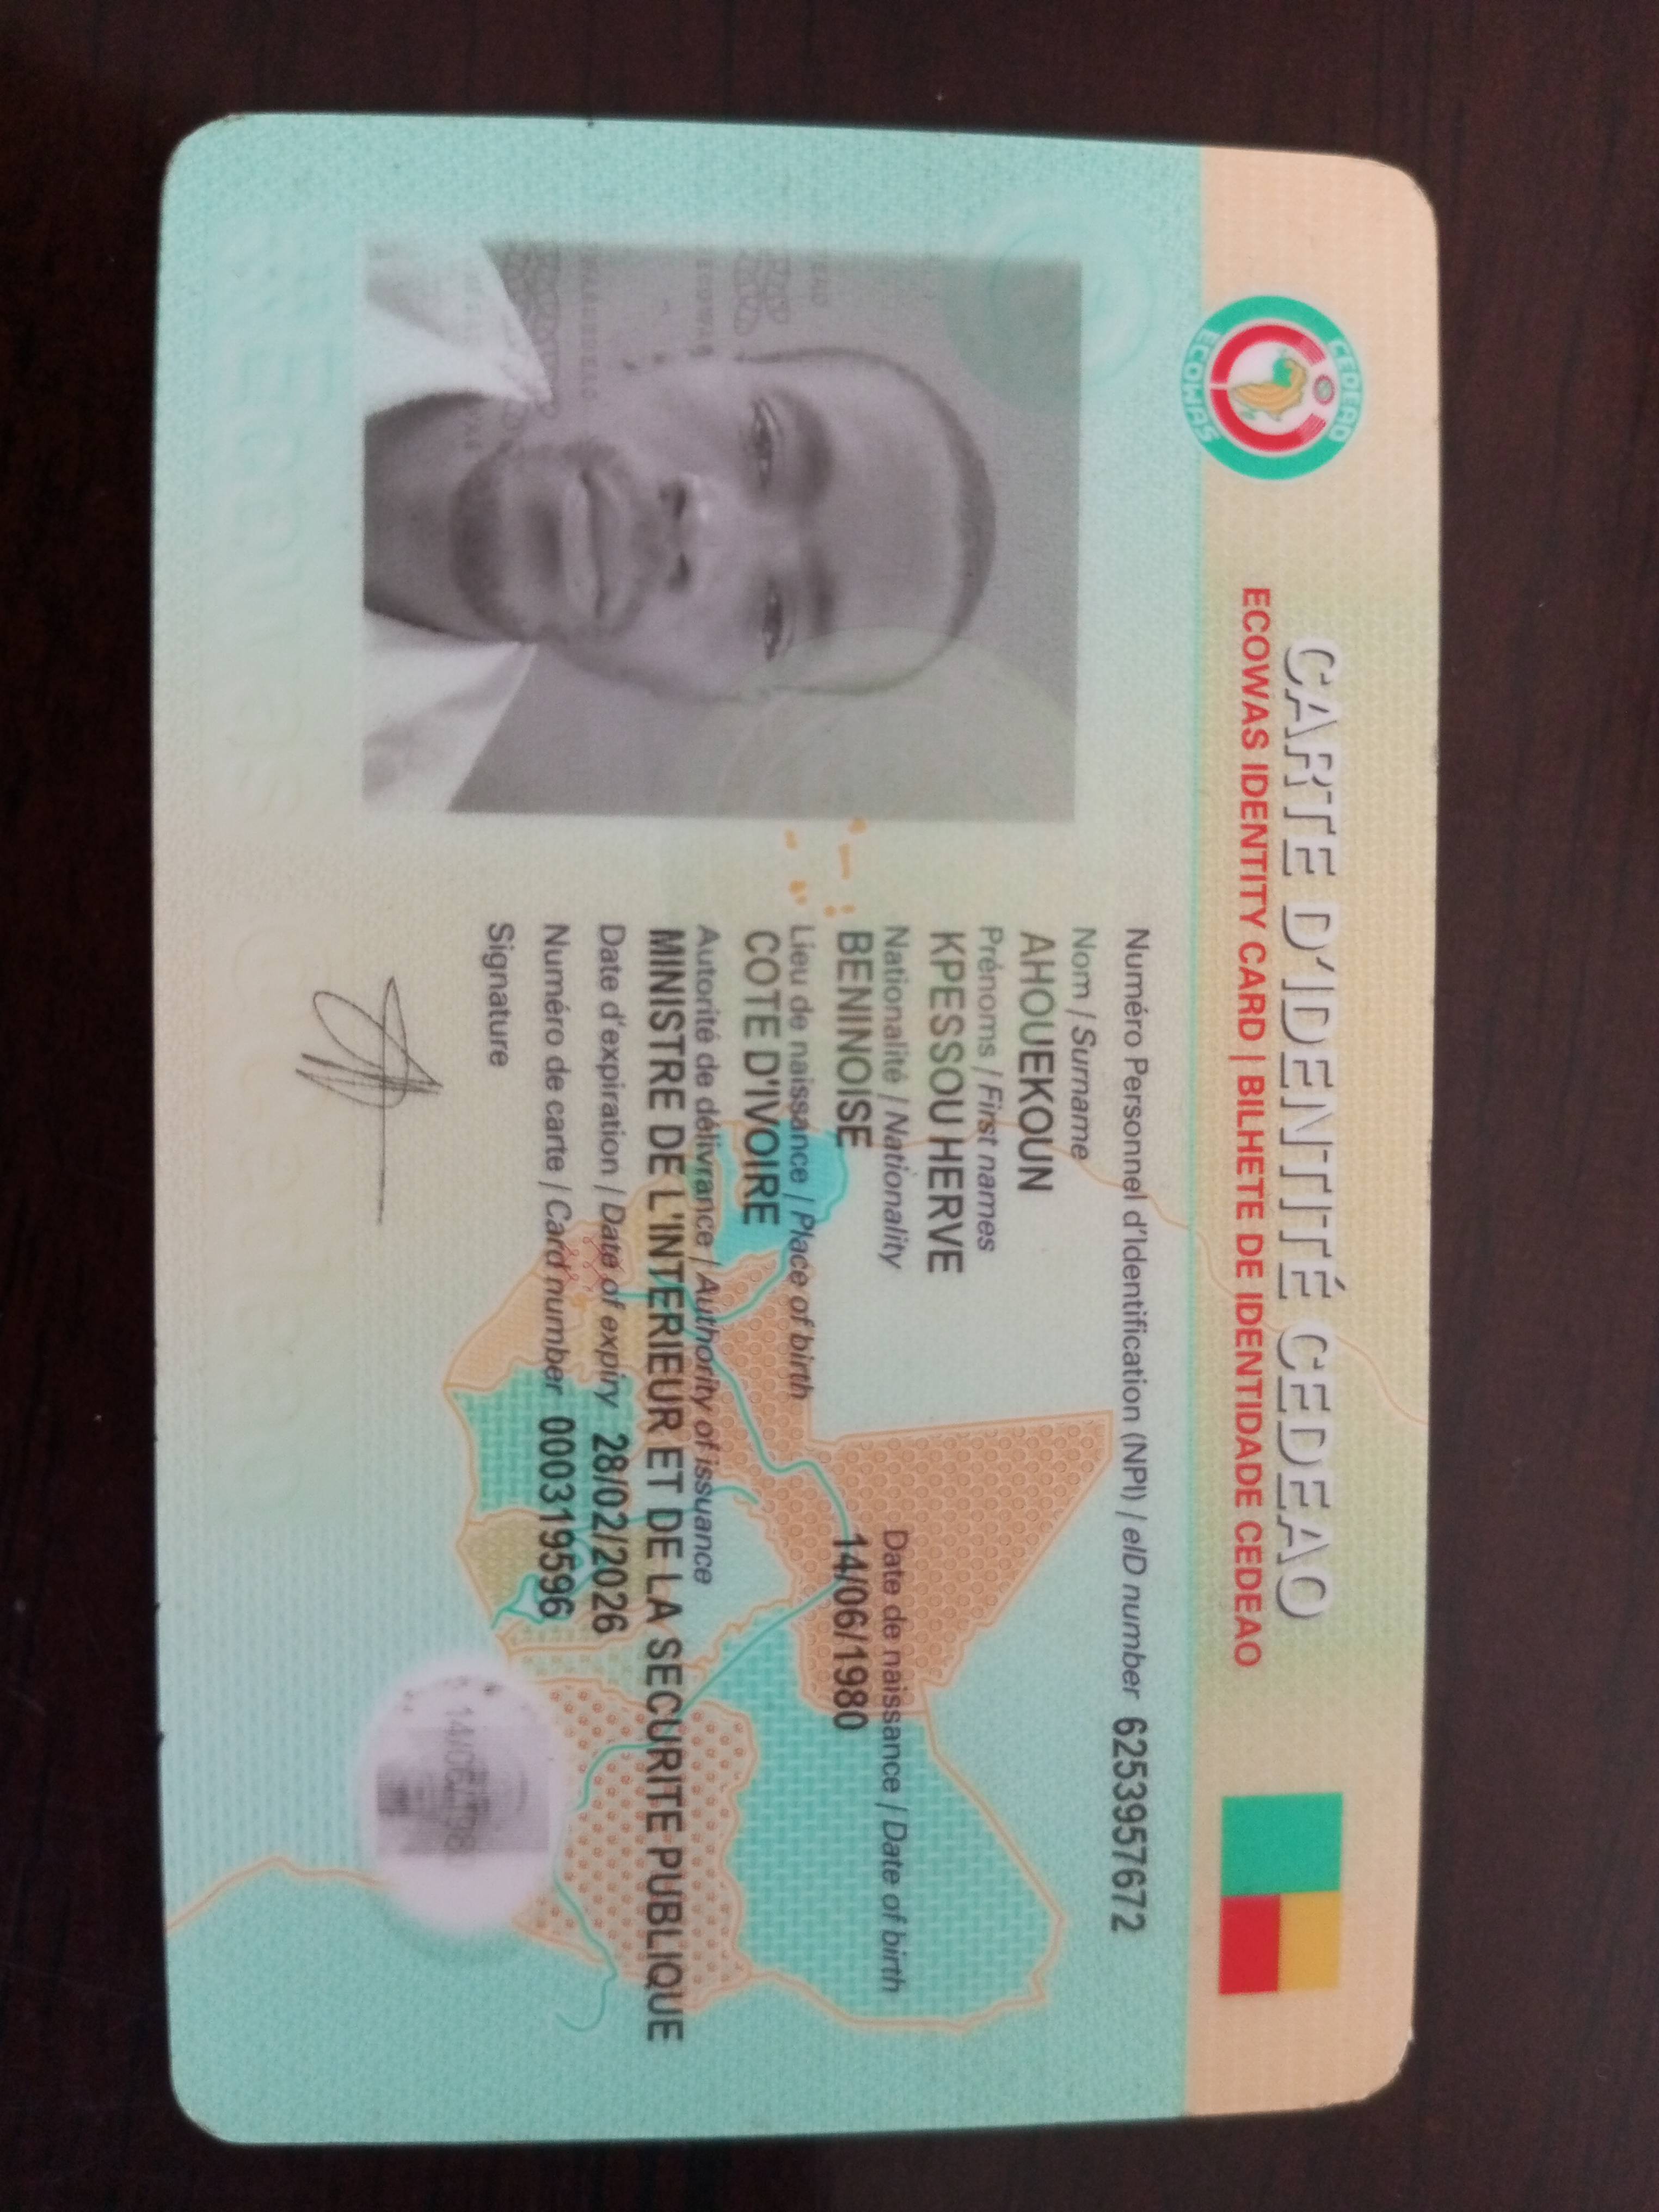 CEDEAO
ECOWAS
CARTE D'IDENTITÉ CEDEAO
ECOWAS IDENTITY CARD | BILHETE DE IDENTIDADE CEDEAO
Numéro Personnel d'Identification (NPI) / eID number 6253957672
Nom / Surname
AHOUEKOUN
Prénoms / First names
KPESSOU HERVE
Nationalité / Nationality Date de naissance / Date of birth
BENINOISE 14/06/1980
Lieu de naissance / Place of birth
COTE D'IVOIRE
Autorité de délivrance / Authority of issuance
MINISTRE DE L'INTERIEUR ET DE LA SECURITE PUBLIQUE
Date d'expiration / Date of expiry 28/02/2026
Numéro de carte / Card number 000319596
Signature